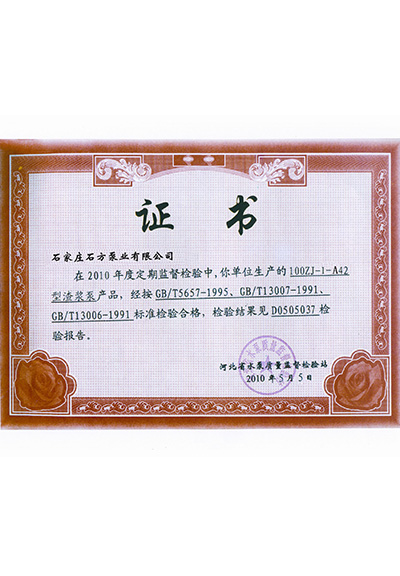 证书
石家庄石方泵业有限公司
在2010年度定期监督检验中,你单位生产的100ZJ-1-A42
型渣浆泵产品,经按GB/T5657-1995、GB/T13007-1991、
GB/T13006-1991标准检验合格,检验结果见D0505037检
验报告。
河北省水泵质量监督检验站
2010年5月5日